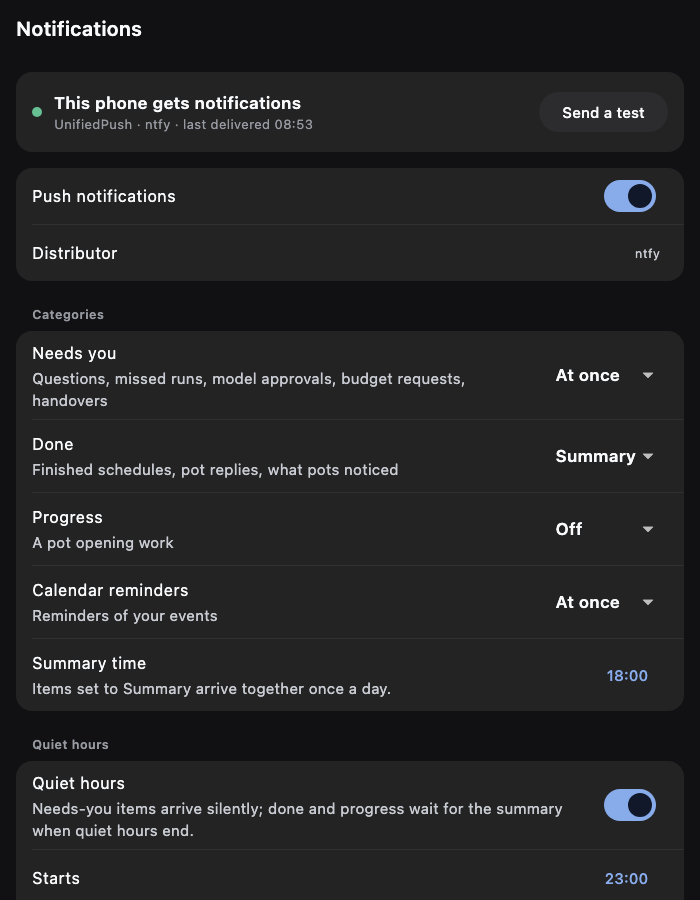 Notifications
This phone gets notifications
UnifiedPush · ntfy · last delivered 08:53
Send a test
Push notifications
Distributor
ntfy
Categories
Needs you
Questions, missed runs, model approvals, budget requests,
handovers
At once
Done
Finished schedules, pot replies, what pots noticed
Summary
Progress
A pot opening work
Off
Calendar reminders
Reminders of your events
At once
Summary time
Items set to Summary arrive together once a day.
18:00
Quiet hours
Quiet hours
Needs-you items arrive silently; done and progress wait for the summary
when quiet hours end.
Starts
23:00